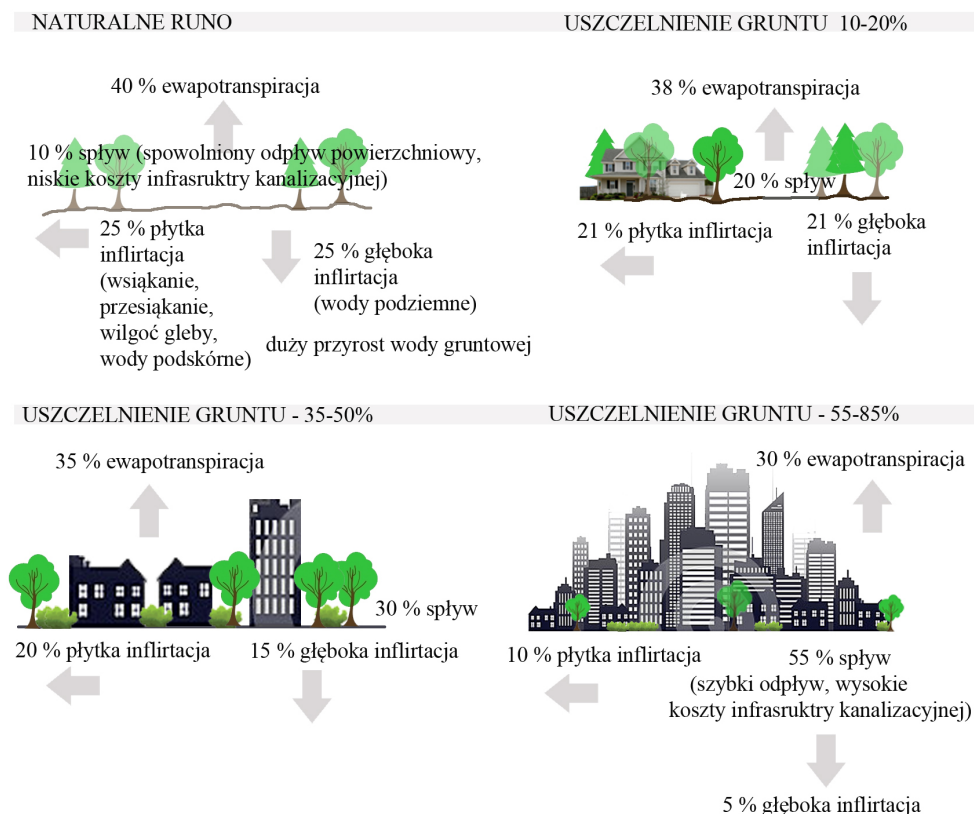 NATURALNE RUNO
40 % ewapotranspiracja
10 % spływ (spowolniony odpływ powierzchniowy,
niskie koszty infrasruktry kanalizacyjnej)
25 % płytka
inflirtacja
(wsiąkanie,
przesiąkanie,
wilgoć gleby,
wody podskórne)
25 % głęboka
inflirtacja
(wody podziemne)
duży przyrost wody gruntowej
USZCZELNIENIE GRUNTU 10-20%
38 % ewapotranspiracja
20 % spływ
21 % płytka inflirtacja
21 % głęboka
inflirtacja
USZCZELNIENIE GRUNTU - 35-50%
35 % ewapotranspiracja
30 % spływ
20 % płytka inflirtacja
15 % głęboka inflirtacja
USZCZELNIENIE GRUNTU - 55-85%
30 % ewapotranspiracja
10 % płytka inflirtacja
55 % spływ
(szybki odpływ, wysokie
koszty infrasruktry kanalizacyjnej)
5 % głęboka inflirtacja